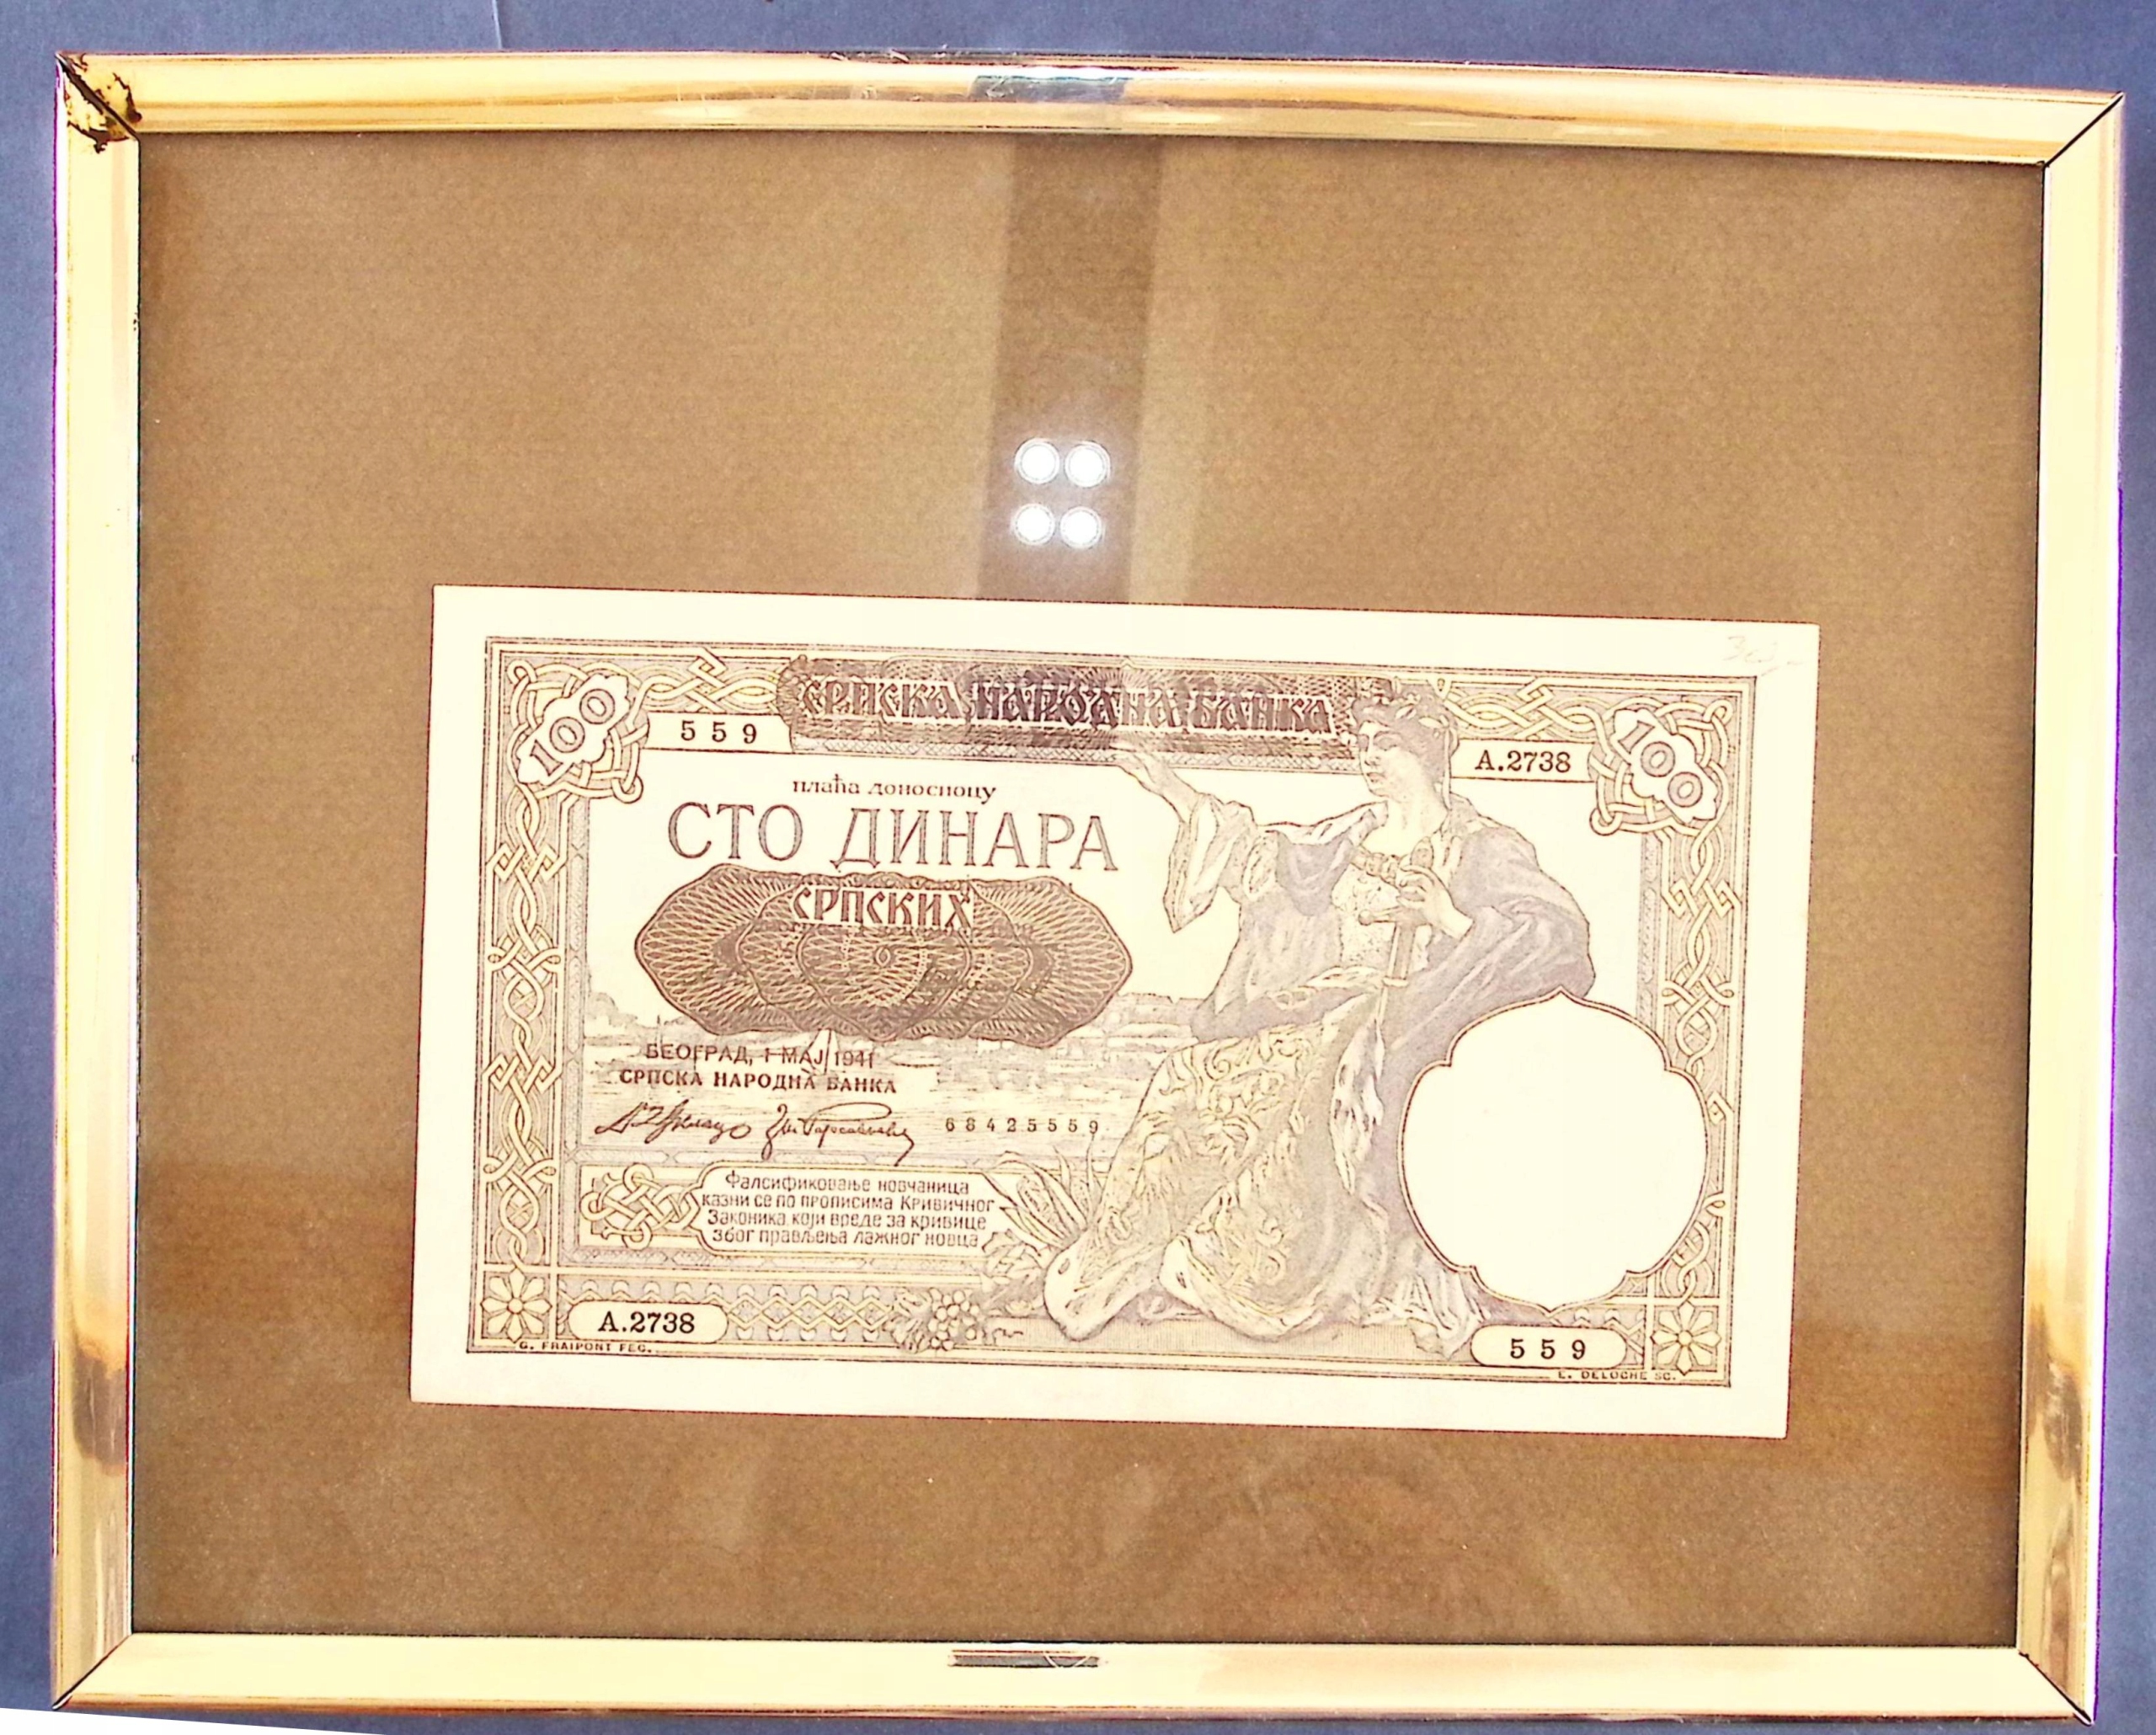 СРПСКА НАРОДНА БАНКА
100
559
A.2738
100
плаћа доносиоцу
СТО ДИНАРА
СРПСКИХ
БЕОГРАД, 1 МАЈ 1941
СРПСКА НАРОДНА БАНКА
68425559
Фалсификовање новчаница
казни се по прописима Кривичног
Законика који вреде за кривице
због прављења лажног новца
A.2738
559
G. FRAIPONT FEC.
E. DELOCHE SC.